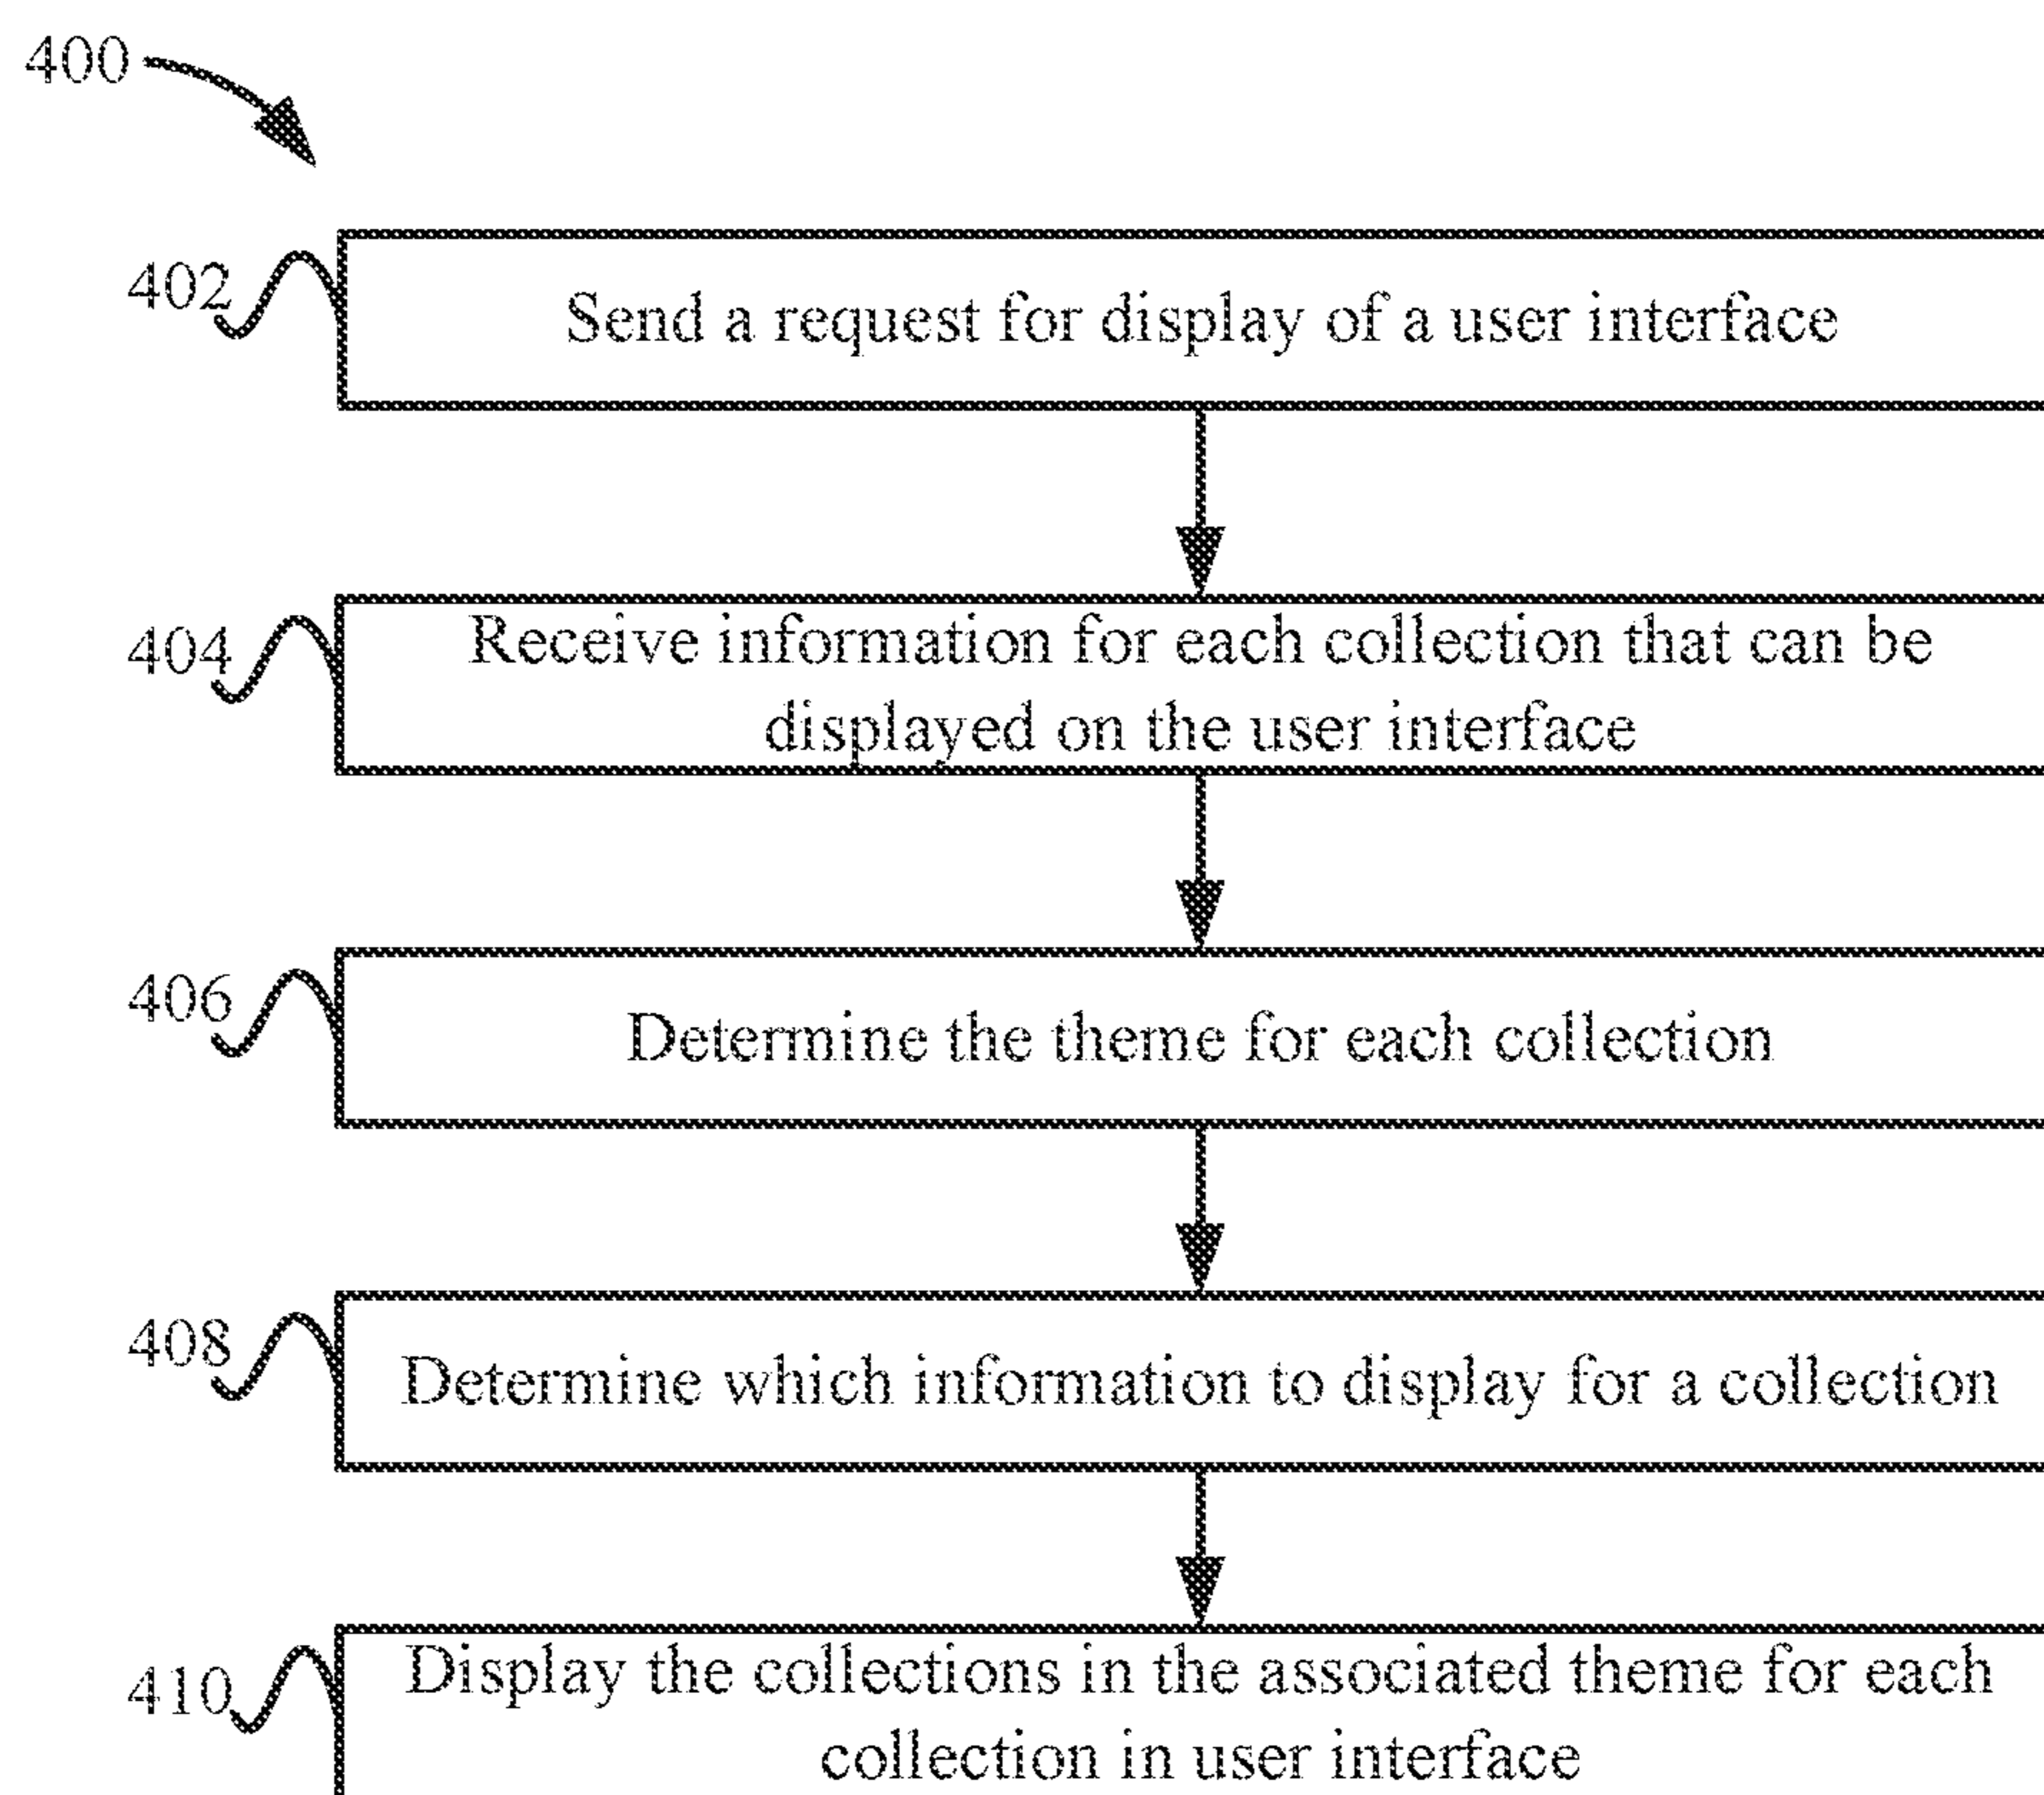 400
402
Send a request for display of a user interface
404
Receive information for each collection that can be
displayed on the user interface
406
Determine the theme for each collection
408
Determine which information to display for a collection
410
Display the collections in the associated theme for each
collection in user interface